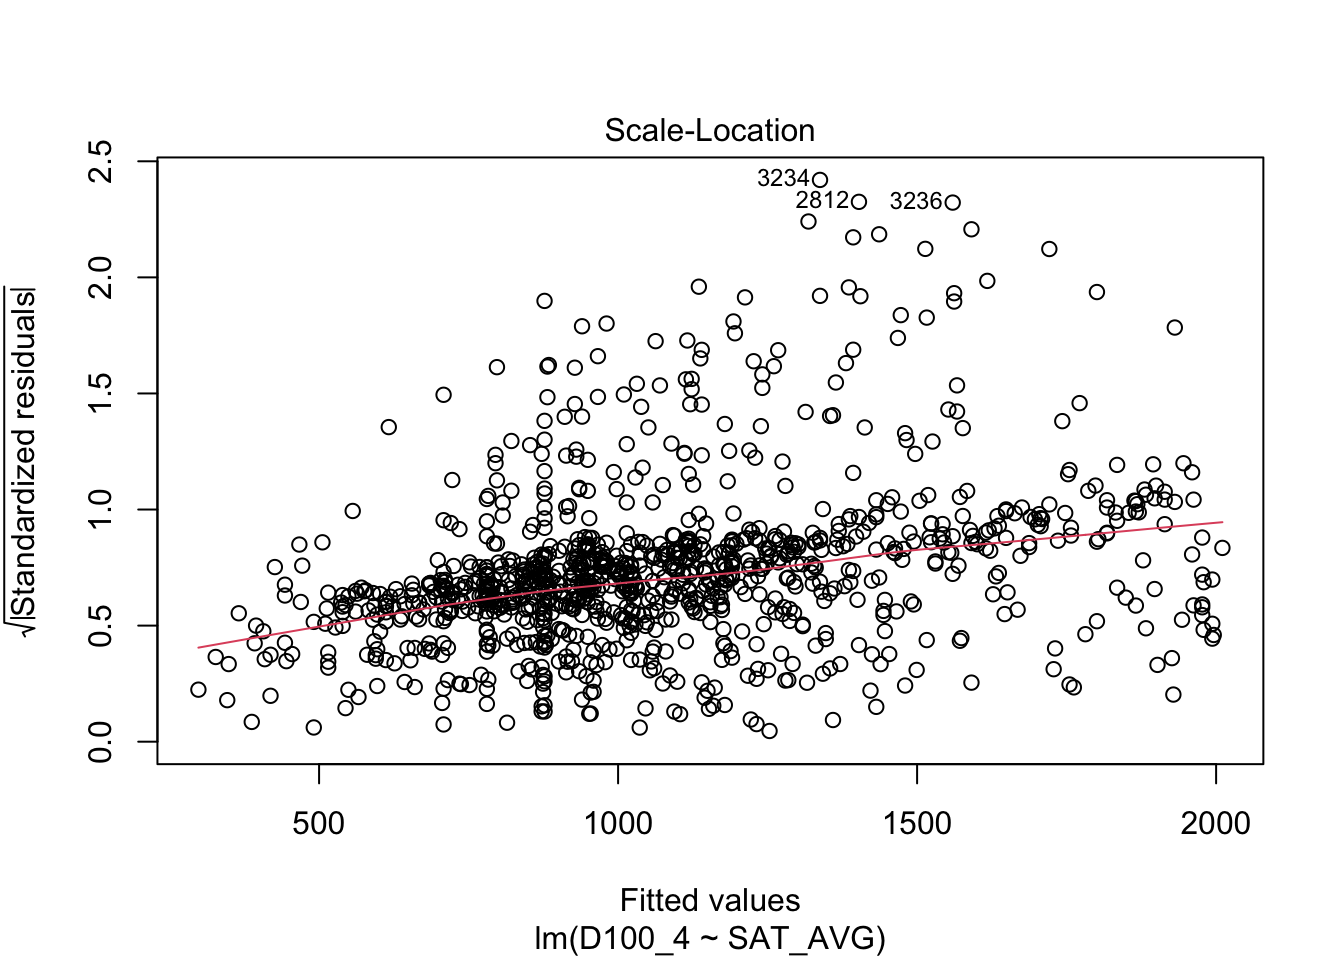 Scale-Location
√|Standardized residuals|
2.5
2.0
1.5
1.0
0.5
0.0
3234
2812 3236
500 1000 1500 2000
Fitted values
lm(D100_4 ~ SAT_AVG)